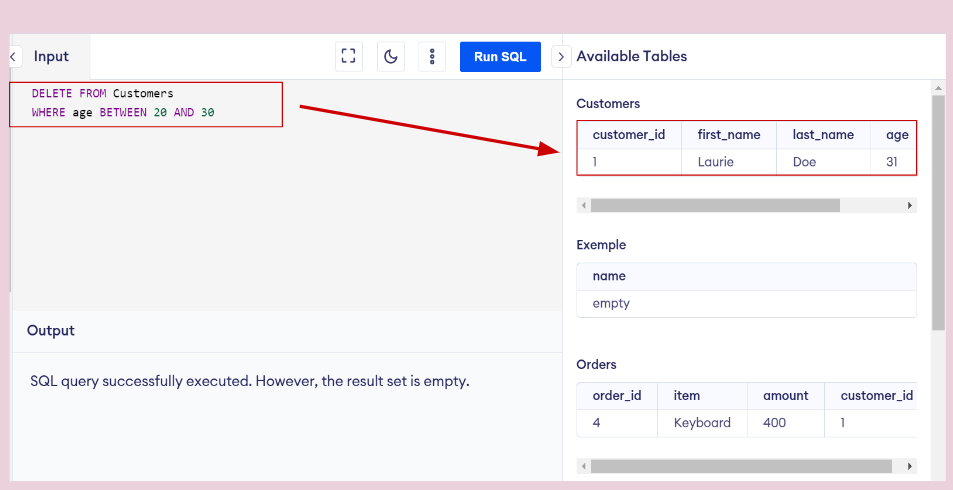 Input
Run SQL
DELETE FROM Customers
WHERE age BETWEEN 20 AND 30
Output
SQL query successfully executed. However, the result set is empty.
Available Tables
Customers
customer_id first_name last_name age
1 Laurie Doe 31
Exemple
name
empty
Orders
order_id item amount customer_id
4 Keyboard 400 1